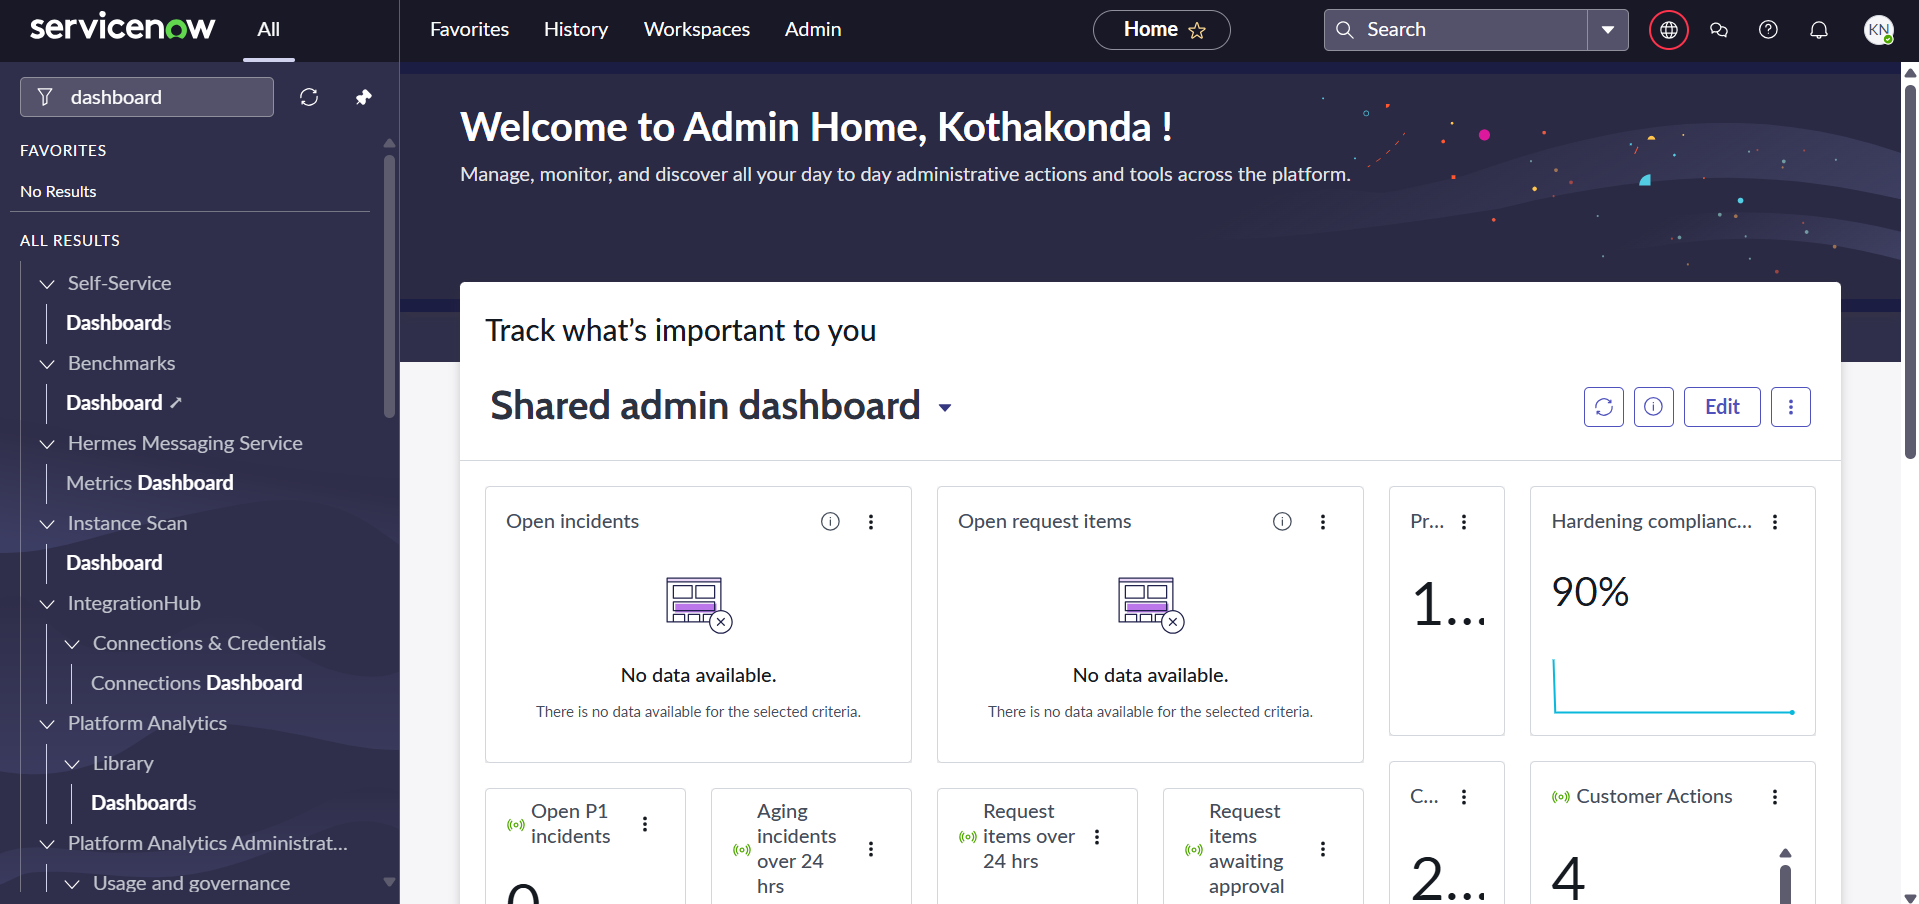 servicenow
All
Favorites
History
Workspaces
Admin
Home
Search
KN
dashboard
FAVORITES
No Results
ALL RESULTS
Self-Service
Dashboards
Benchmarks
Dashboard
Hermes Messaging Service
Metrics Dashboard
Instance Scan
Dashboard
IntegrationHub
Connections & Credentials
Connections Dashboard
Platform Analytics
Library
Dashboards
Platform Analytics Administrat...
Usage and governance
Welcome to Admin Home, Kothakonda !
Manage, monitor, and discover all your day to day administrative actions and tools across the platform.
Track what’s important to you
Shared admin dashboard
Edit
Open incidents
No data available.
There is no data available for the selected criteria.
Open request items
No data available.
There is no data available for the selected criteria.
Pr...
1...
Hardening complianc...
90%
Open P1
incidents
0
Aging
incidents
over 24
hrs
Request
items over
24 hrs
Request
items
awaiting
approval
C...
2...
Customer Actions
4